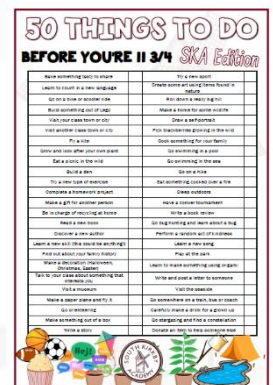 50 THINGS TO DO
BEFORE YOU'RE 11 3/4 SKA Edition
Make something tasty to share
Try a new sport
Learn to count in a new language
Create some art using items found in
nature
Go on a bike or scooter ride
Roll down a really big hill
Build something out of Lego
Make a home for some wildlife
Visit your class town or city
Draw a self-portrait
Visit another class town or city
Pick blackberries growing in the wild
Fly a kite
Cook something for your family
Grow and look after your own plant
Go swimming in a pool
Eat a picnic in the wild
Go swimming in the sea
Build a den
Go on a hike
Try a new type of exercise
Eat something cooked over a fire
Complete a homework project
Sleep outdoors
Make a gift for another person
Have a conker tournament
Be in charge of recycling at home
Write a book review
Read a new book
Go bug hunting and learn about a bug
Discover a new author
Perform a random act of kindness
Learn a new skill (this could be anything!)
Learn a new song
Find out about your family history
Play at the park
Make a decoration (Halloween,
Christmas, Easter)
Learn to make something using origami
Talk to your class about something that
interests you
Write and post a letter to someone
Visit a museum
Visit the seaside
Make a paper plane and fly it
Go somewhere on a train, bus or coach
Go orienteering
Carefully make a drink for a grown up
Make something out of a box
Go stargazing and find a constellation
Write a story
Donate an item to help someone else
Hej!
SOUTH KIRKBY
ACADEMY